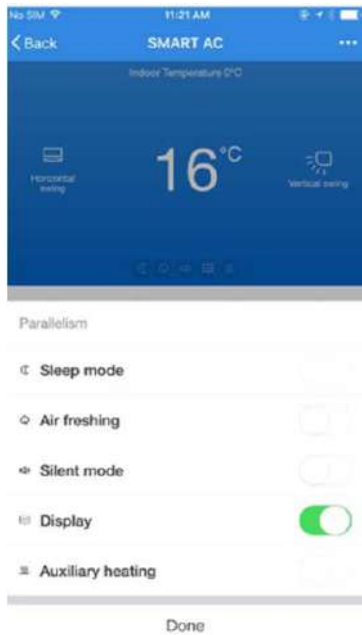 No SIM 11:21 AM
Back SMART AC
Indoor Temperature 0°C
16°C
Horizontal
swing
Vertical swing
Parallelism
Sleep mode
Air freshing
Silent mode
Display
Auxiliary heating
Done